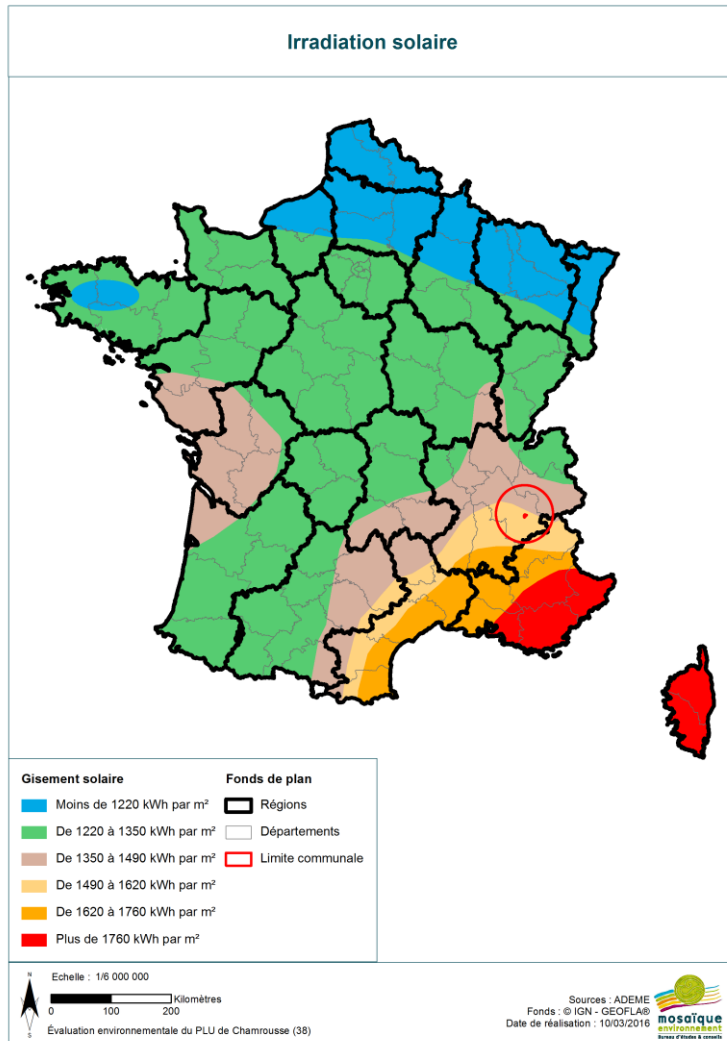 Irradiation solaire
Gisement solaire
Moins de 1220 kWh par m²
De 1220 à 1350 kWh par m²
De 1350 à 1490 kWh par m²
De 1490 à 1620 kWh par m²
De 1620 à 1760 kWh par m²
Plus de 1760 kWh par m²
Fonds de plan
Régions
Départements
Limite communale
N
S
Echelle : 1/6 000 000
0 100 200 Kilomètres
Évaluation environnementale du PLU de Chamrousse (38)
Sources : ADEME
Fonds : © IGN - GEOFLA®
Date de réalisation : 10/03/2016
mosaïque
environnement
Bureau d'études & conseils